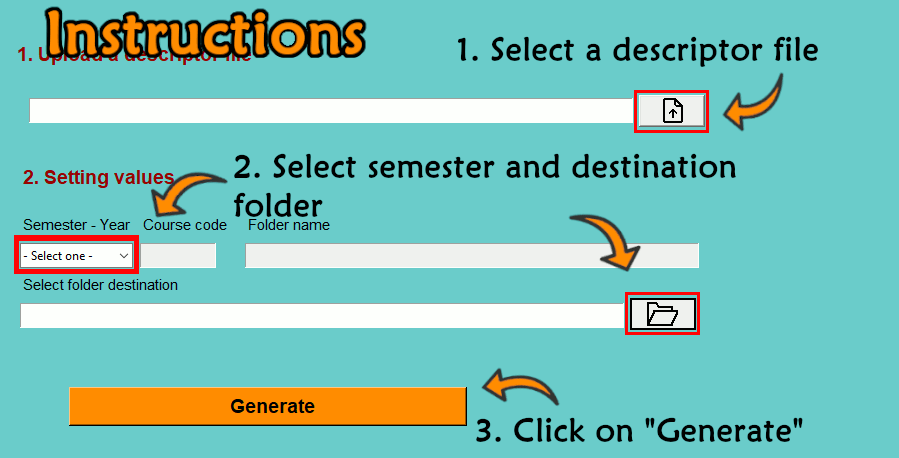 Instructions
1. Upload a descriptor file
1. Select a descriptor file
2. Setting values
2. Select semester and destination
folder
Semester - Year Course code Folder name
- Select one -
Select folder destination
Generate
3. Click on "Generate"